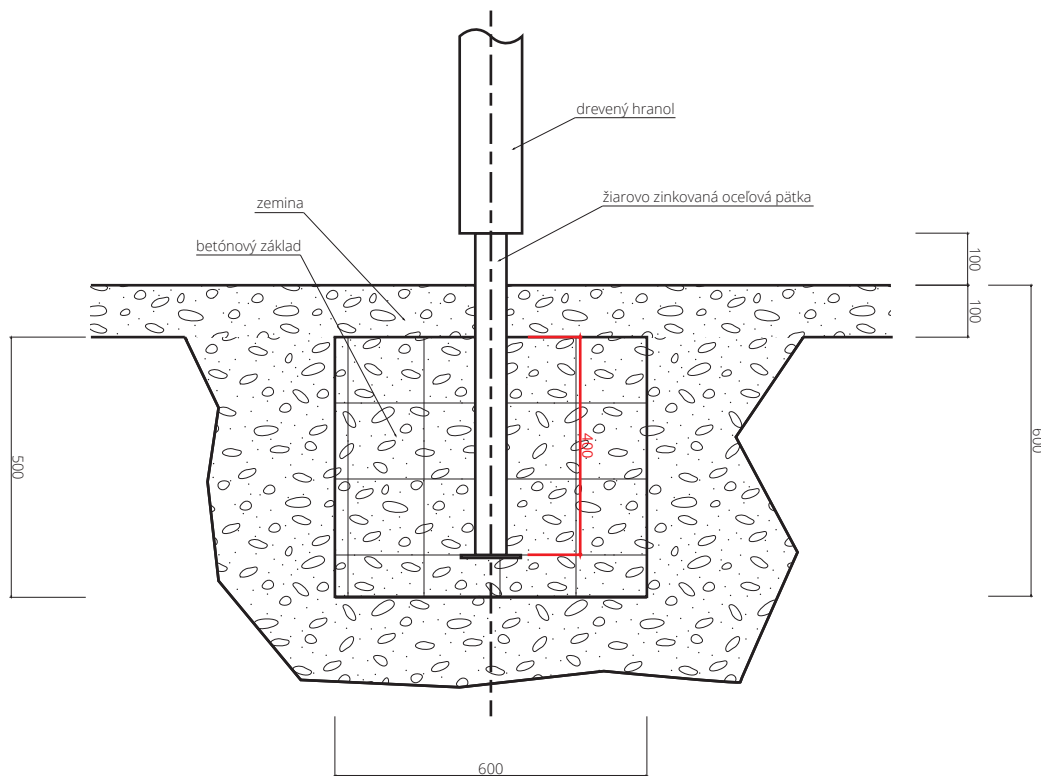 drevený hranol
žiarovo zinkovaná oceľová pätka
zemina
betónový základ
100
100
400
600
500
600